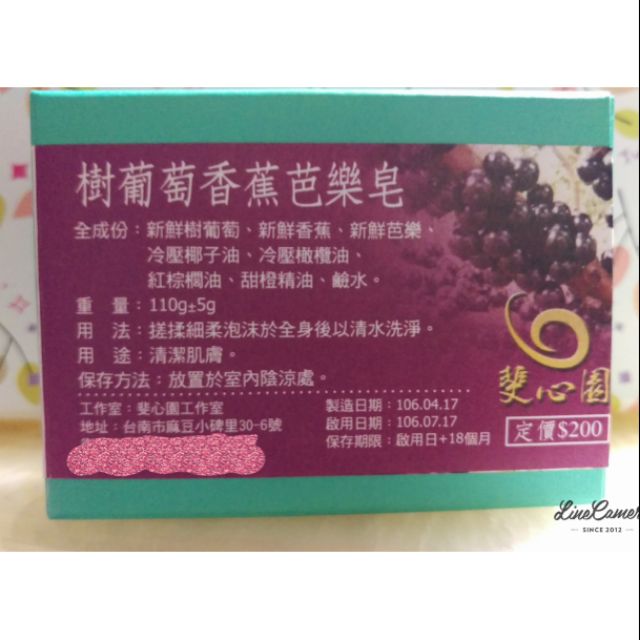 樹葡萄香蕉芭樂皂
全成份：新鮮樹葡萄、新鮮香蕉、新鮮芭樂、
冷壓椰子油、冷壓橄欖油、
紅棕櫚油、甜橙精油、鹼水。
重 量：110g±5g
用 法：搓揉細柔泡沫於全身後以清水洗淨。
用 途：清潔肌膚。
保存方法：放置於室內陰涼處。
工作室：斐心園工作室
地址：台南市麻豆小碑里30-6號
製造日期：106.04.17
啟用日期：106.07.17
保存期限：啟用日+18個月
斐心園
定價$200
LineCamer
SINCE 2012